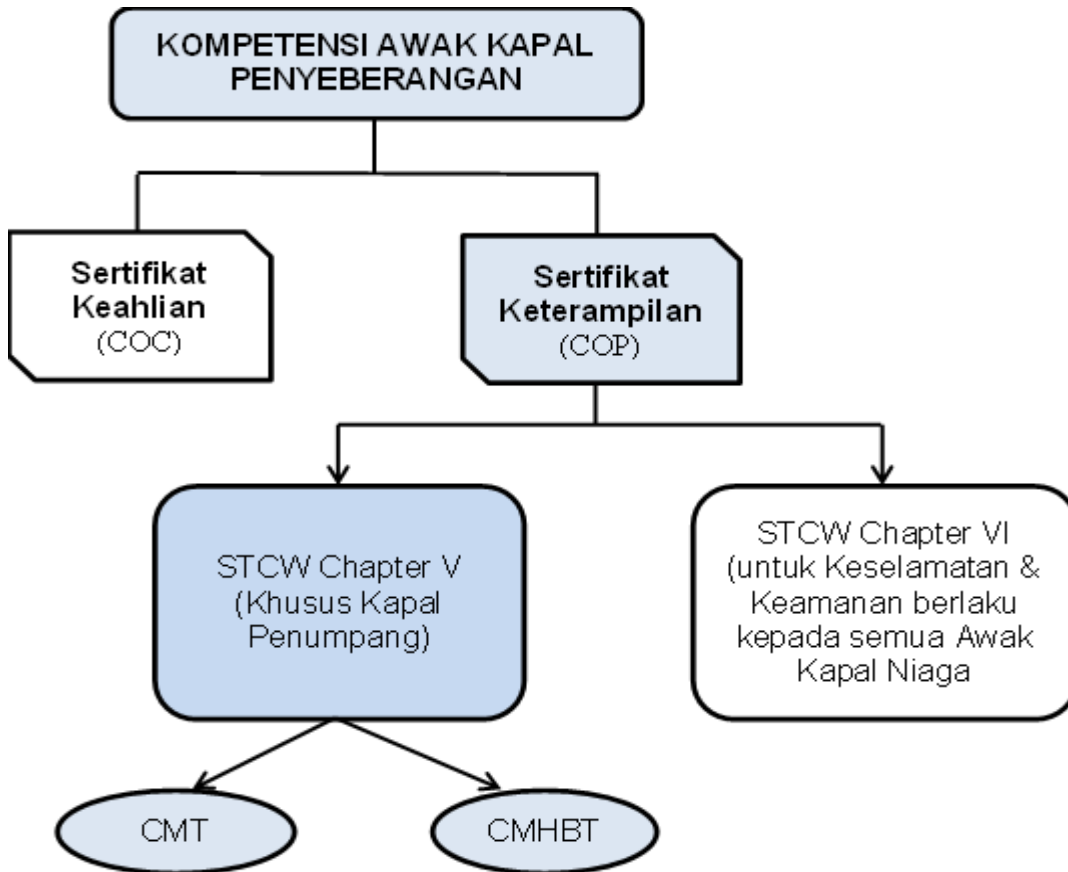 KOMPETENSI AWAK KAPAL
PENYEBERANGAN
Sertifikat
Keahlian
(COC)
Sertifikat
Keterampilan
(COP)
STCW Chapter V
(Khusus Kapal
Penumpang)
STCW Chapter VI
(untuk Keselamatan &
Keamanan berlaku
kepada semua Awak
Kapal Niaga
CMT
CMHBT